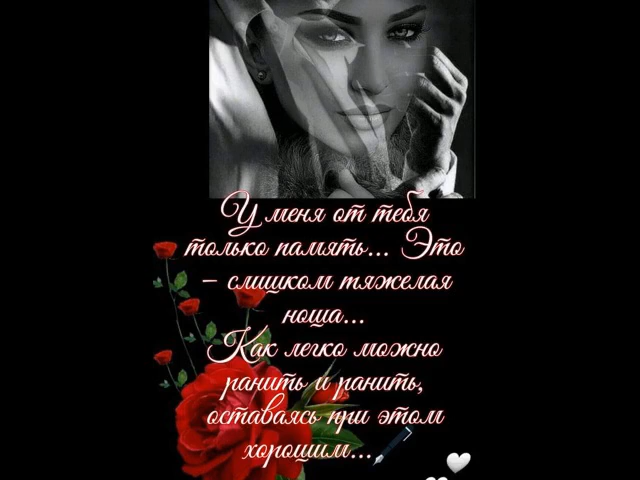 У меня от тебя
только память... Это
– слишком тяжелая
ноша...
Как легко можно
ранить и ранить,
оставаясь при этом
хорошим...